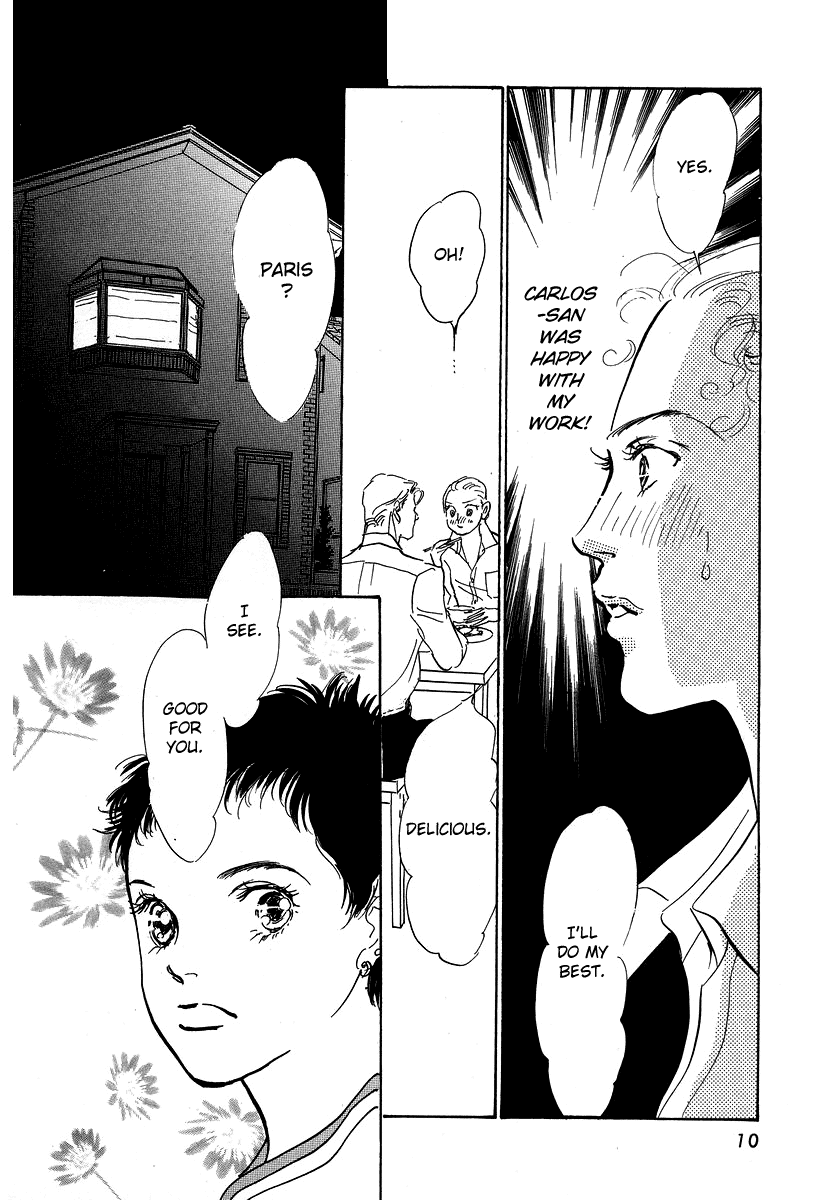 YES.
CARLOS
-SAN
WAS
HAPPY
WITH
MY
WORK!
I'LL
DO MY
BEST.
OH!
...
DELICIOUS.
PARIS
?
I
SEE.
GOOD
FOR
YOU.
10